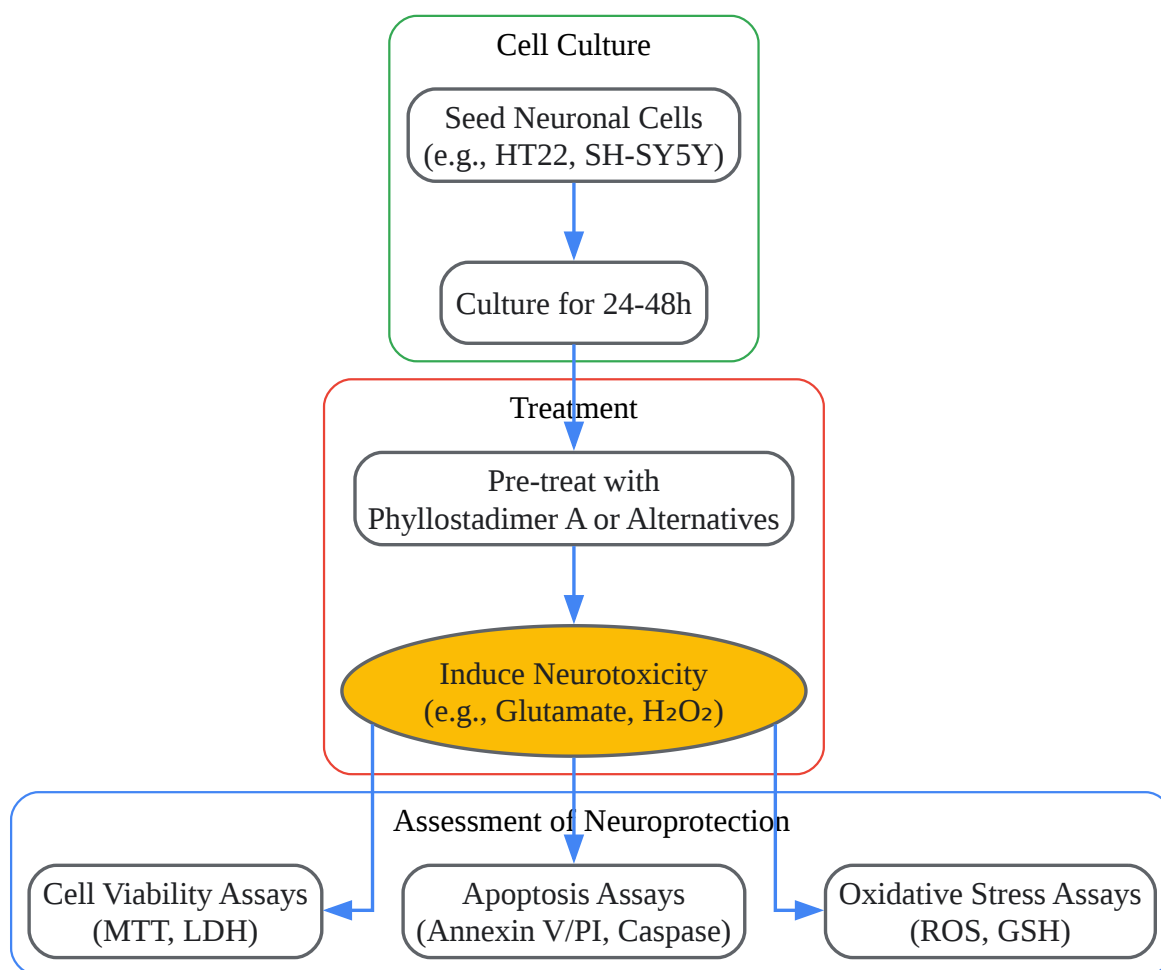 Cell Culture
Seed Neuronal Cells
(e.g., HT22, SH-SY5Y)
Culture for 24-48h
Treatment
Pre-treat with
Phyllostadimer A or Alternatives
Induce Neurotoxicity
(e.g., Glutamate, H₂O₂)
Assessment of Neuroprotection
Cell Viability Assays
(MTT, LDH)
Apoptosis Assays
(Annexin V/PI, Caspase)
Oxidative Stress Assays
(ROS, GSH)